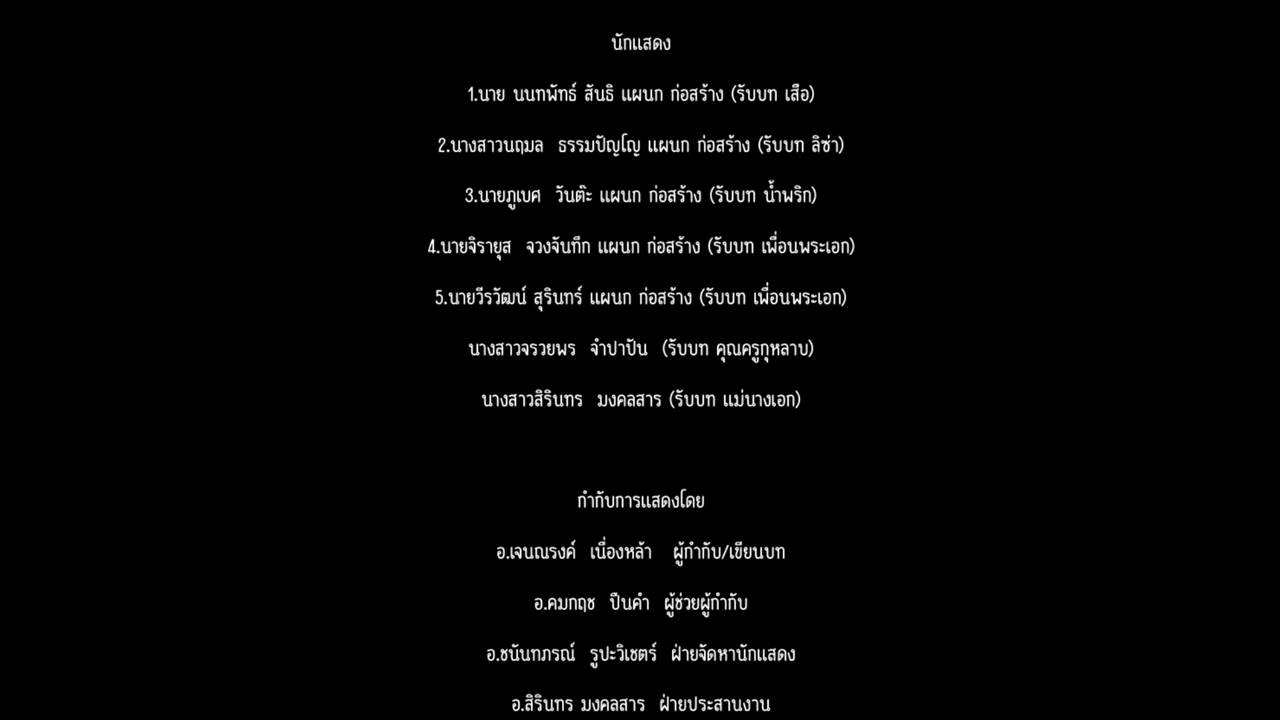 นักแสดง
1.นาย นนทพัทธ์ สันธิ แผนก ก่อสร้าง (รับบท เสือ)
2.นางสาวนฤมล ธรรมปัญโญ แผนก ก่อสร้าง (รับบท ลิซ่า)
3.นายภูเบศ วันต๊ะ แผนก ก่อสร้าง (รับบท น้ำพริก)
4.นายจิรายุส จวงจันทึก แผนก ก่อสร้าง (รับบท เพื่อนพระเอก)
5.นายวีรวัฒน์ สุรินทร์ แผนก ก่อสร้าง (รับบท เพื่อนพระเอก)
นางสาวจรวยพร จำปาปัน (รับบท คุณครูกุหลาบ)
นางสาวสิรินทร มงคลสาร (รับบท แม่นางเอก)
กำกับการแสดงโดย
อ.เจนณรงค์ เนื่องหล้า ผู้กำกับ/เขียนบท
อ.คมกฤช ปืนคำ ผู้ช่วยผู้กำกับ
อ.ชนันทภรณ์ รูปะวิเชตร์ ฝ่ายจัดหานักแสดง
อ.สิรินทร มงคลสาร ฝ่ายประสานงาน